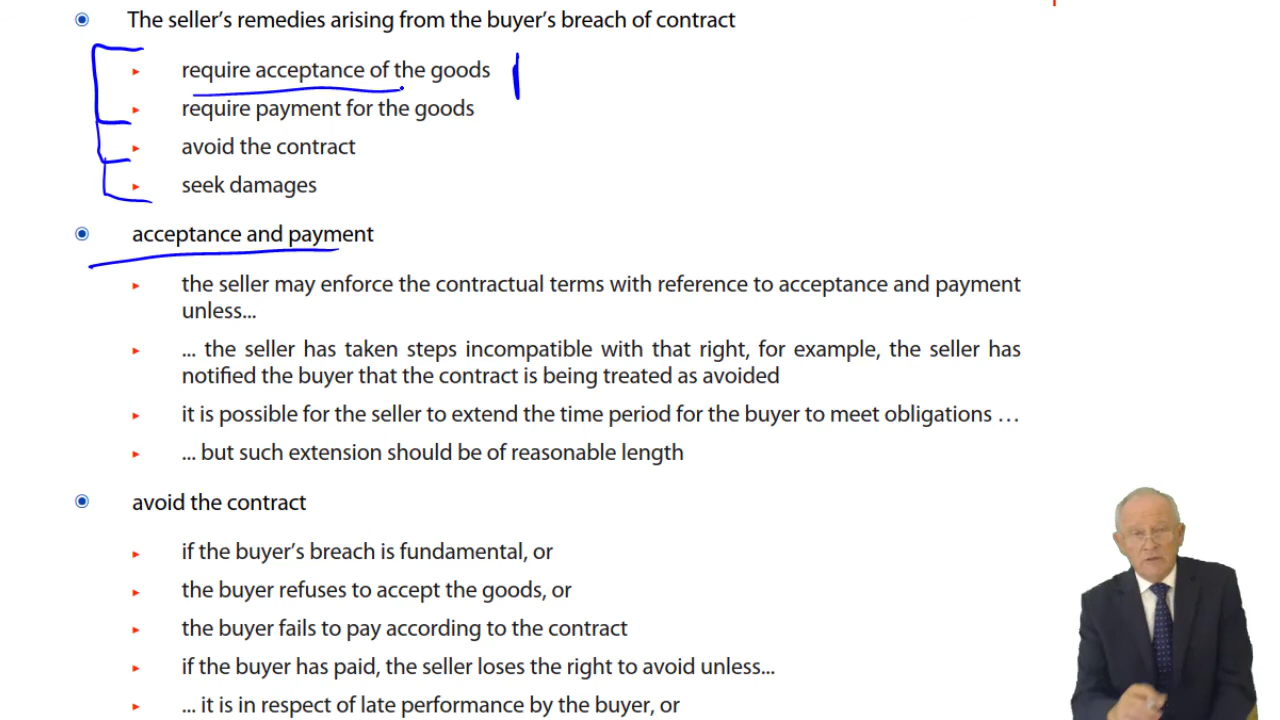 The seller’s remedies arising from the buyer’s breach of contract
require acceptance of the goods
require payment for the goods
avoid the contract
seek damages
acceptance and payment
the seller may enforce the contractual terms with reference to acceptance and payment
unless...
... the seller has taken steps incompatible with that right, for example, the seller has
notified the buyer that the contract is being treated as avoided
it is possible for the seller to extend the time period for the buyer to meet obligations …
... but such extension should be of reasonable length
avoid the contract
if the buyer’s breach is fundamental, or
the buyer refuses to accept the goods, or
the buyer fails to pay according to the contract
if the buyer has paid, the seller loses the right to avoid unless...
... it is in respect of late performance by the buyer, or